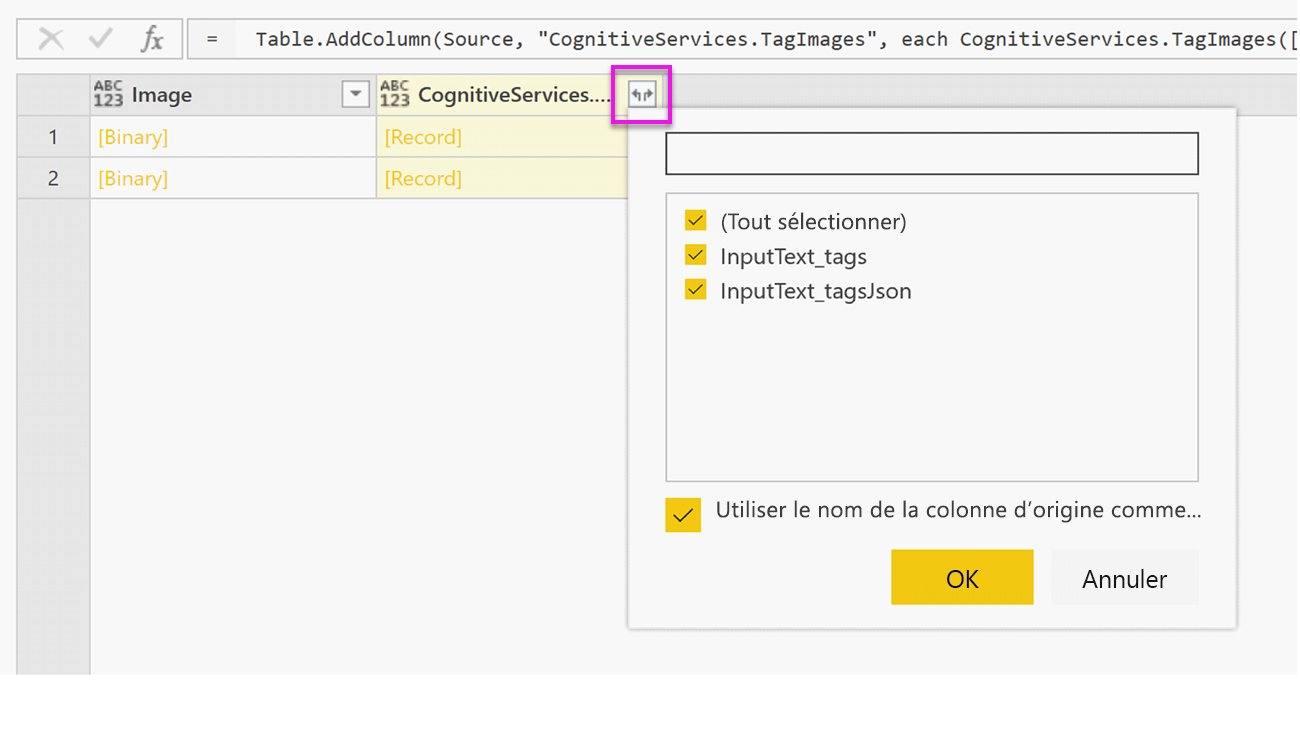 fx = Table.AddColumn(Source, "CognitiveServices.TagImages", each CognitiveServices.TagImages([
ABC 123 Image ABC 123 CognitiveServices....
1 [Binary] [Record]
2 [Binary] [Record]
(Tout sélectionner)
InputText_tags
InputText_tagsJson
Utiliser le nom de la colonne d’origine comme...
OK Annuler